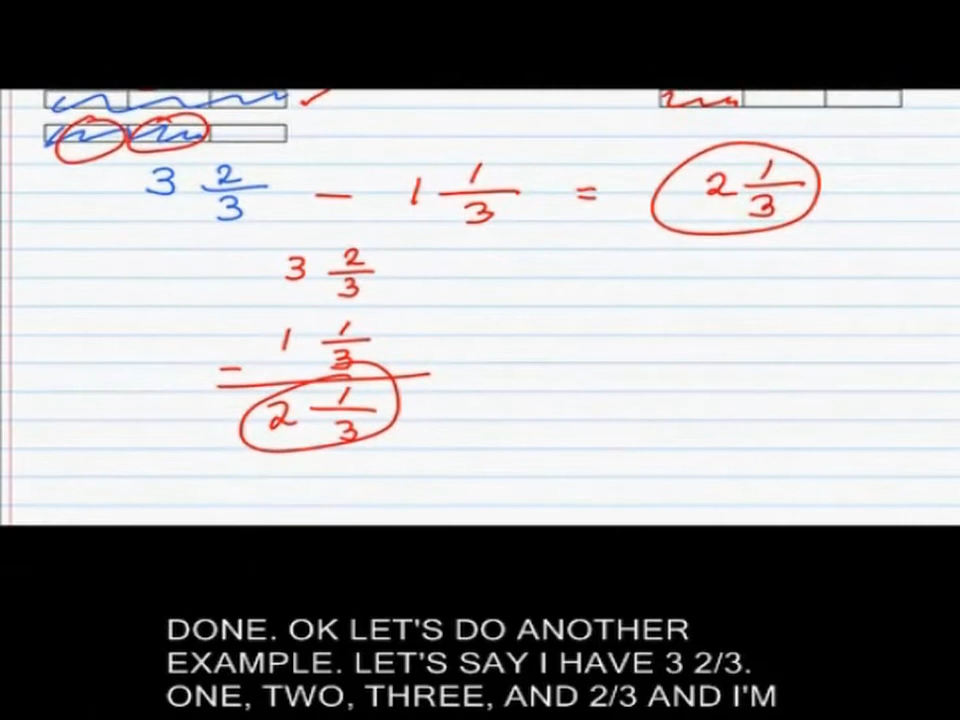 3 2/3 - 1 1/3 = 2 1/3
3 2/3
- 1 1/3
2 1/3
DONE. OK LET'S DO ANOTHER
EXAMPLE. LET'S SAY I HAVE 3 2/3.
ONE, TWO, THREE, AND 2/3 AND I'M